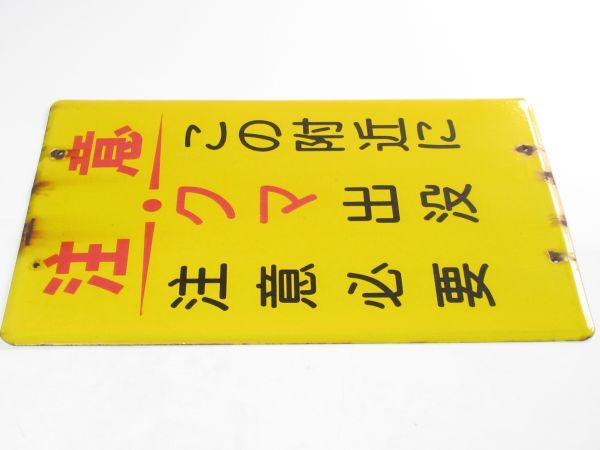 注意
この附近に
クマ出没
注意必要